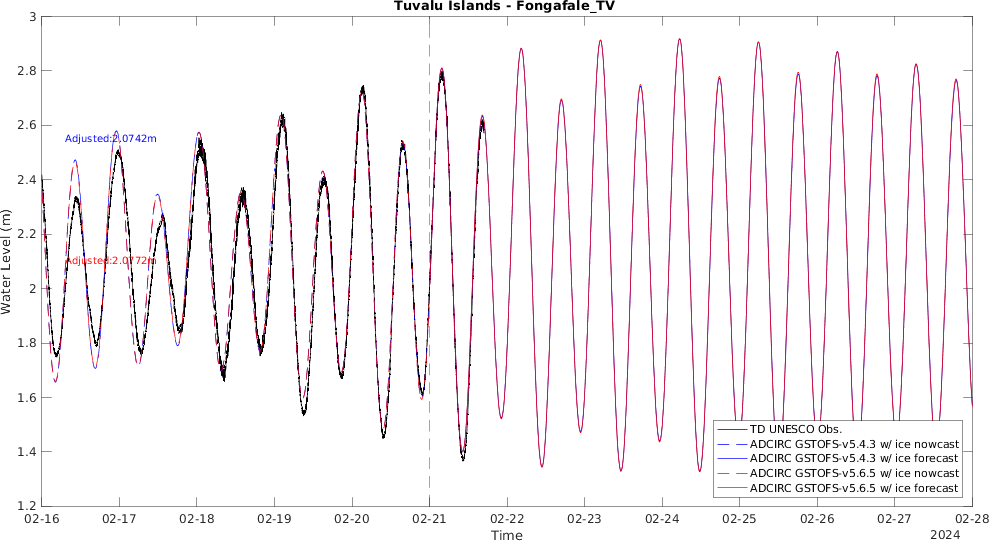 Tuvalu Islands - Fongafale_TV
3
2.8
2.6
2.4
2.2
2
1.8
1.6
1.4
1.2
Water Level (m)
Adjusted:2.0742m
Adjusted:2.0772m
TD UNESCO Obs.
ADCIRC GSTOFS-v5.4.3 w/ ice nowcast
ADCIRC GSTOFS-v5.4.3 w/ ice forecast
ADCIRC GSTOFS-v5.6.5 w/ ice nowcast
ADCIRC GSTOFS-v5.6.5 w/ ice forecast
02-16 02-17 02-18 02-19 02-20 02-21 02-22 02-23 02-24 02-25 02-26 02-27 02-28
Time
2024